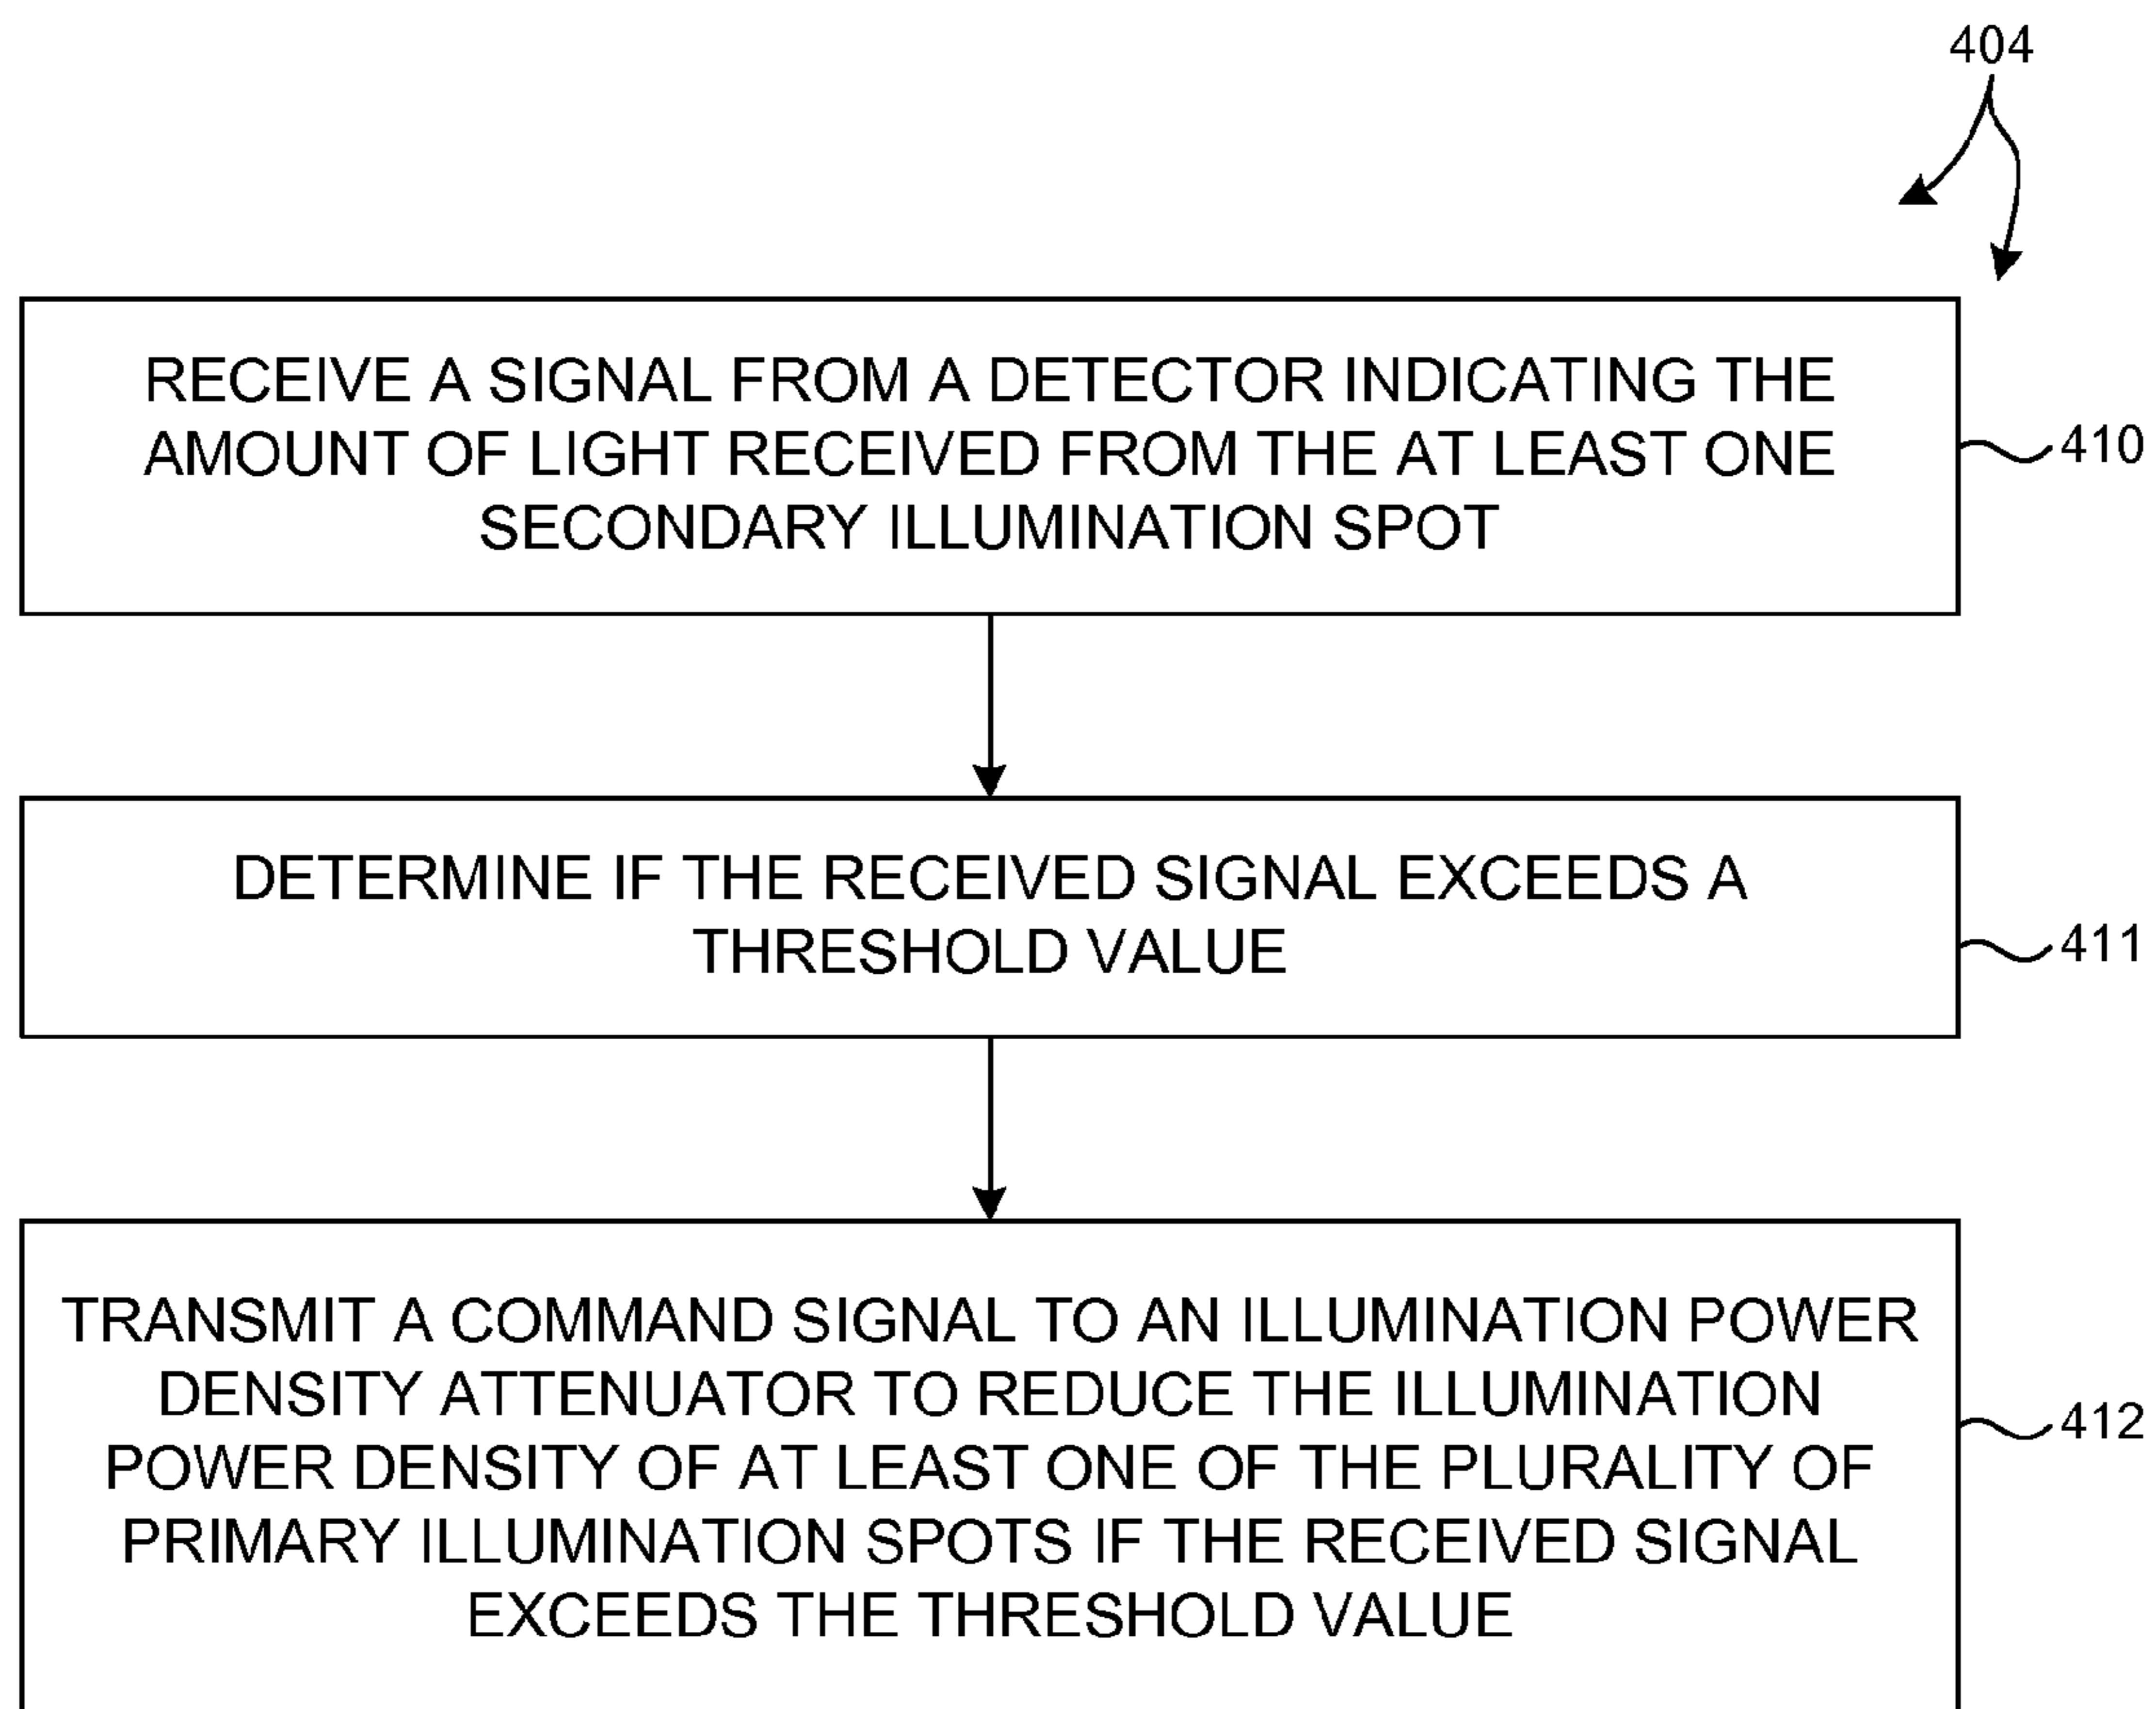 404
RECEIVE A SIGNAL FROM A DETECTOR INDICATING THE
AMOUNT OF LIGHT RECEIVED FROM THE AT LEAST ONE
SECONDARY ILLUMINATION SPOT
410
DETERMINE IF THE RECEIVED SIGNAL EXCEEDS A
THRESHOLD VALUE
411
TRANSMIT A COMMAND SIGNAL TO AN ILLUMINATION POWER
DENSITY ATTENUATOR TO REDUCE THE ILLUMINATION
POWER DENSITY OF AT LEAST ONE OF THE PLURALITY OF
PRIMARY ILLUMINATION SPOTS IF THE RECEIVED SIGNAL
EXCEEDS THE THRESHOLD VALUE
412